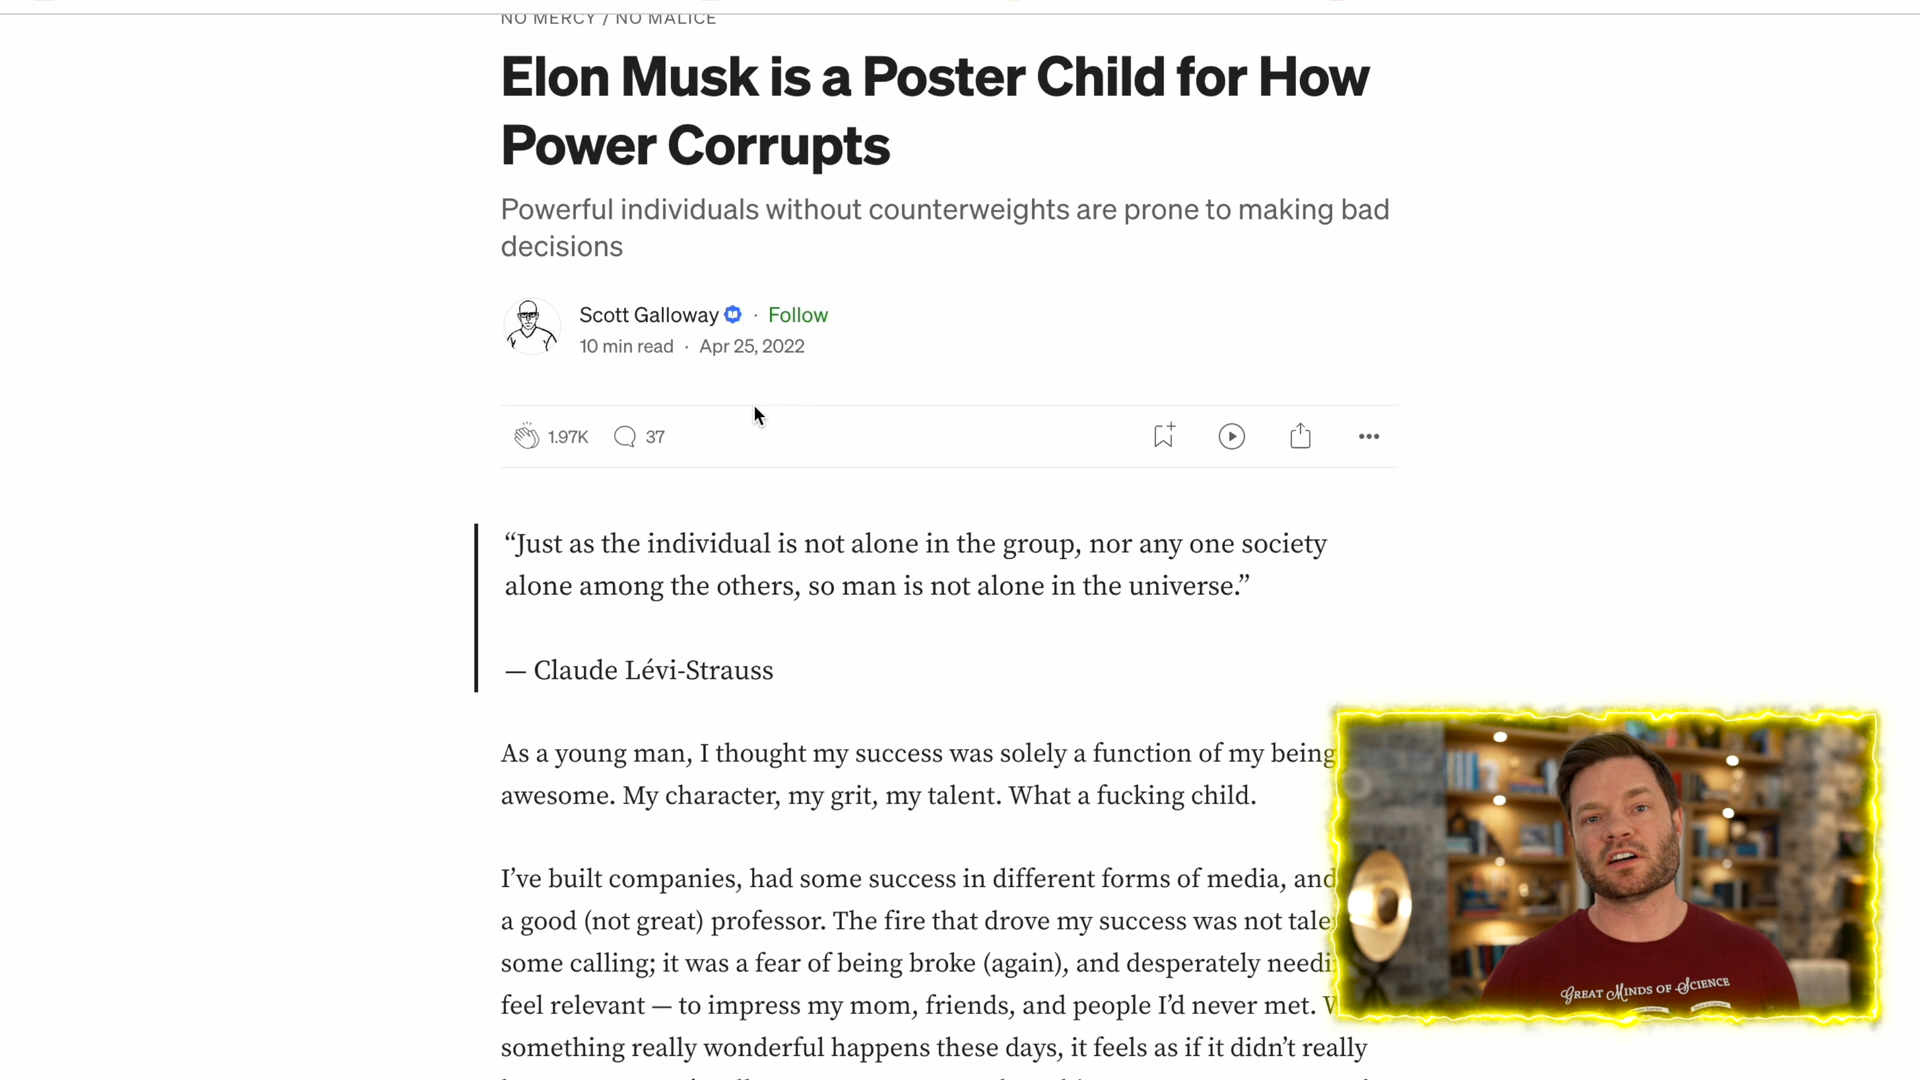 NO MERCY / NO MALICE
Elon Musk is a Poster Child for How
Power Corrupts
Powerful individuals without counterweights are prone to making bad
decisions
Scott Galloway · Follow
10 min read · Apr 25, 2022
1.97K 37
“Just as the individual is not alone in the group, nor any one society
alone among the others, so man is not alone in the universe.”
— Claude Lévi-Strauss
As a young man, I thought my success was solely a function of my being
awesome. My character, my grit, my talent. What a fucking child.
I’ve built companies, had some success in different forms of media, and
a good (not great) professor. The fire that drove my success was not
some calling; it was a fear of being broke (again), and desperately
feel relevant — to impress my mom, friends, and people I’d never met.
something really wonderful happens these days, it feels as if it didn’t really
GREAT MINDS OF SCIENCE